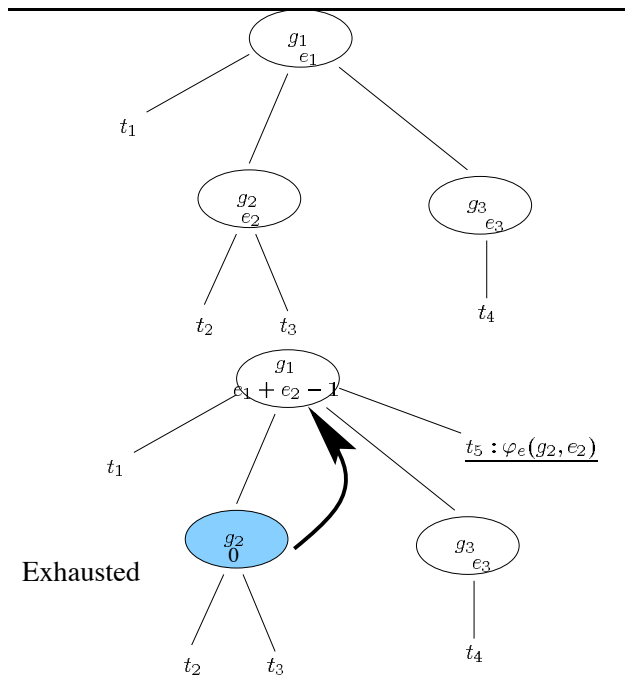 g₁
e₁
t₁
g₂
e₂
g₃
e₃
t₂
t₃
t₄
g₁
e₁ + e₂ − 1
t₅ : φₑ(g₂, e₂)
t₁
g₂
0
g₃
e₃
Exhausted
t₂
t₃
t₄